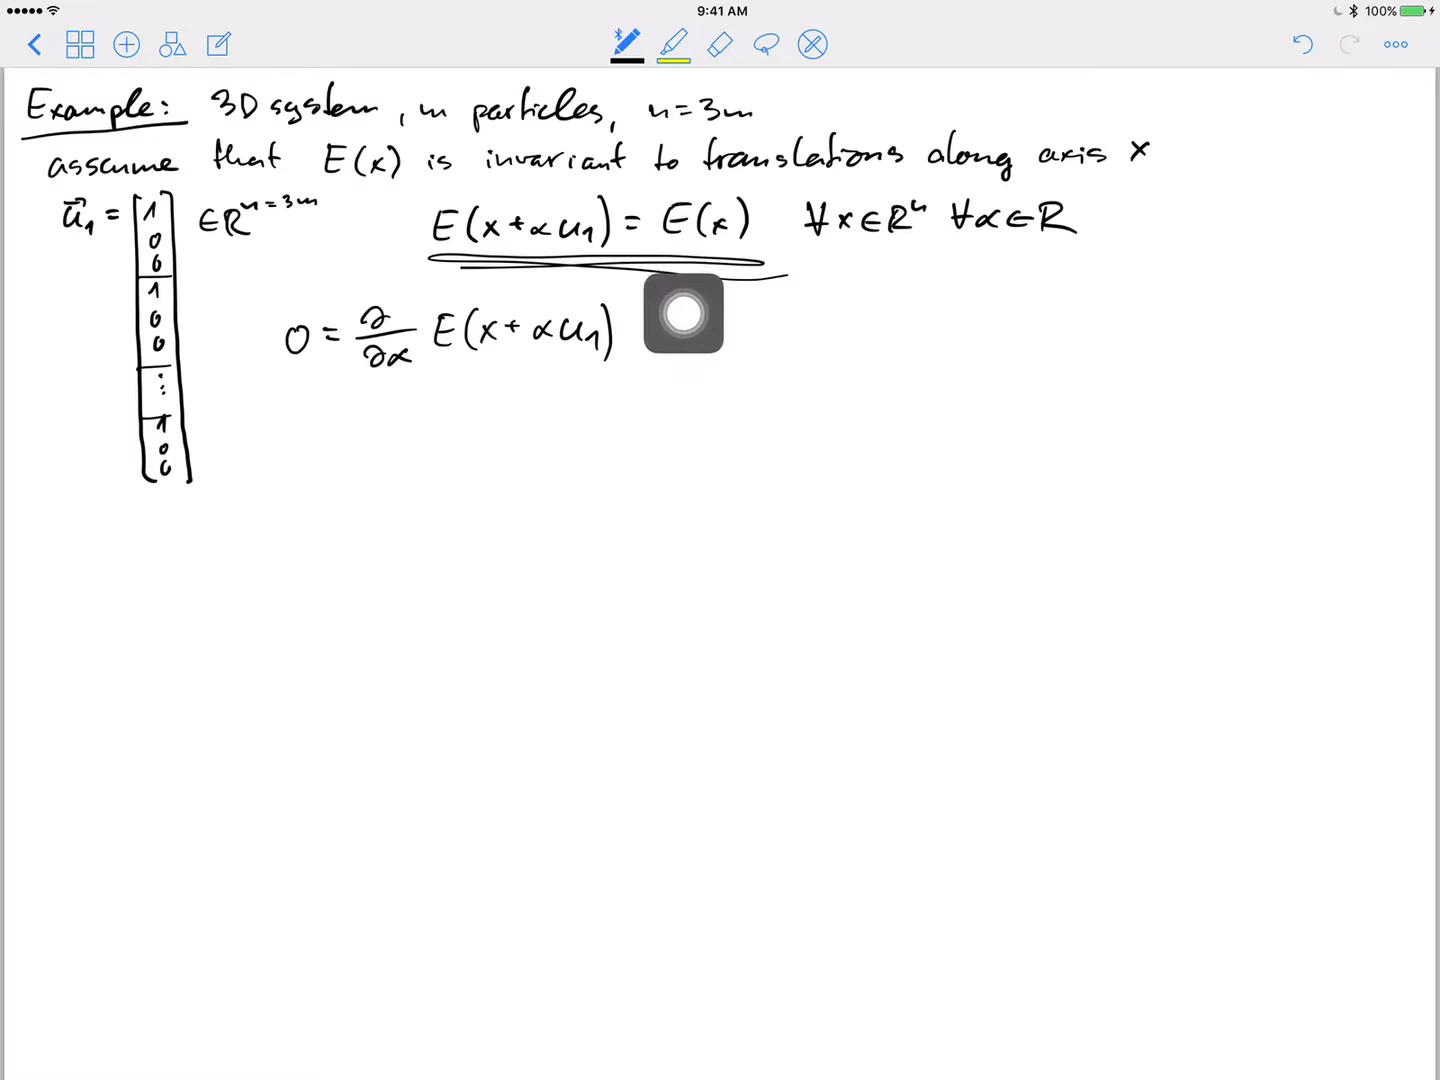 9:41 AM
100%
Example: 3D system, m particles, n=3m
assume that E(x) is invariant to translations along axis x
u⃗₁ = [1 0 0 1 0 0 ⋮ 1 0 0] ∈ ℝⁿ⁼³ᵐ E(x+αu₁) = E(x) ∀x∈ℝⁿ ∀α∈ℝ
0 = ∂/∂α E(x+αu₁)